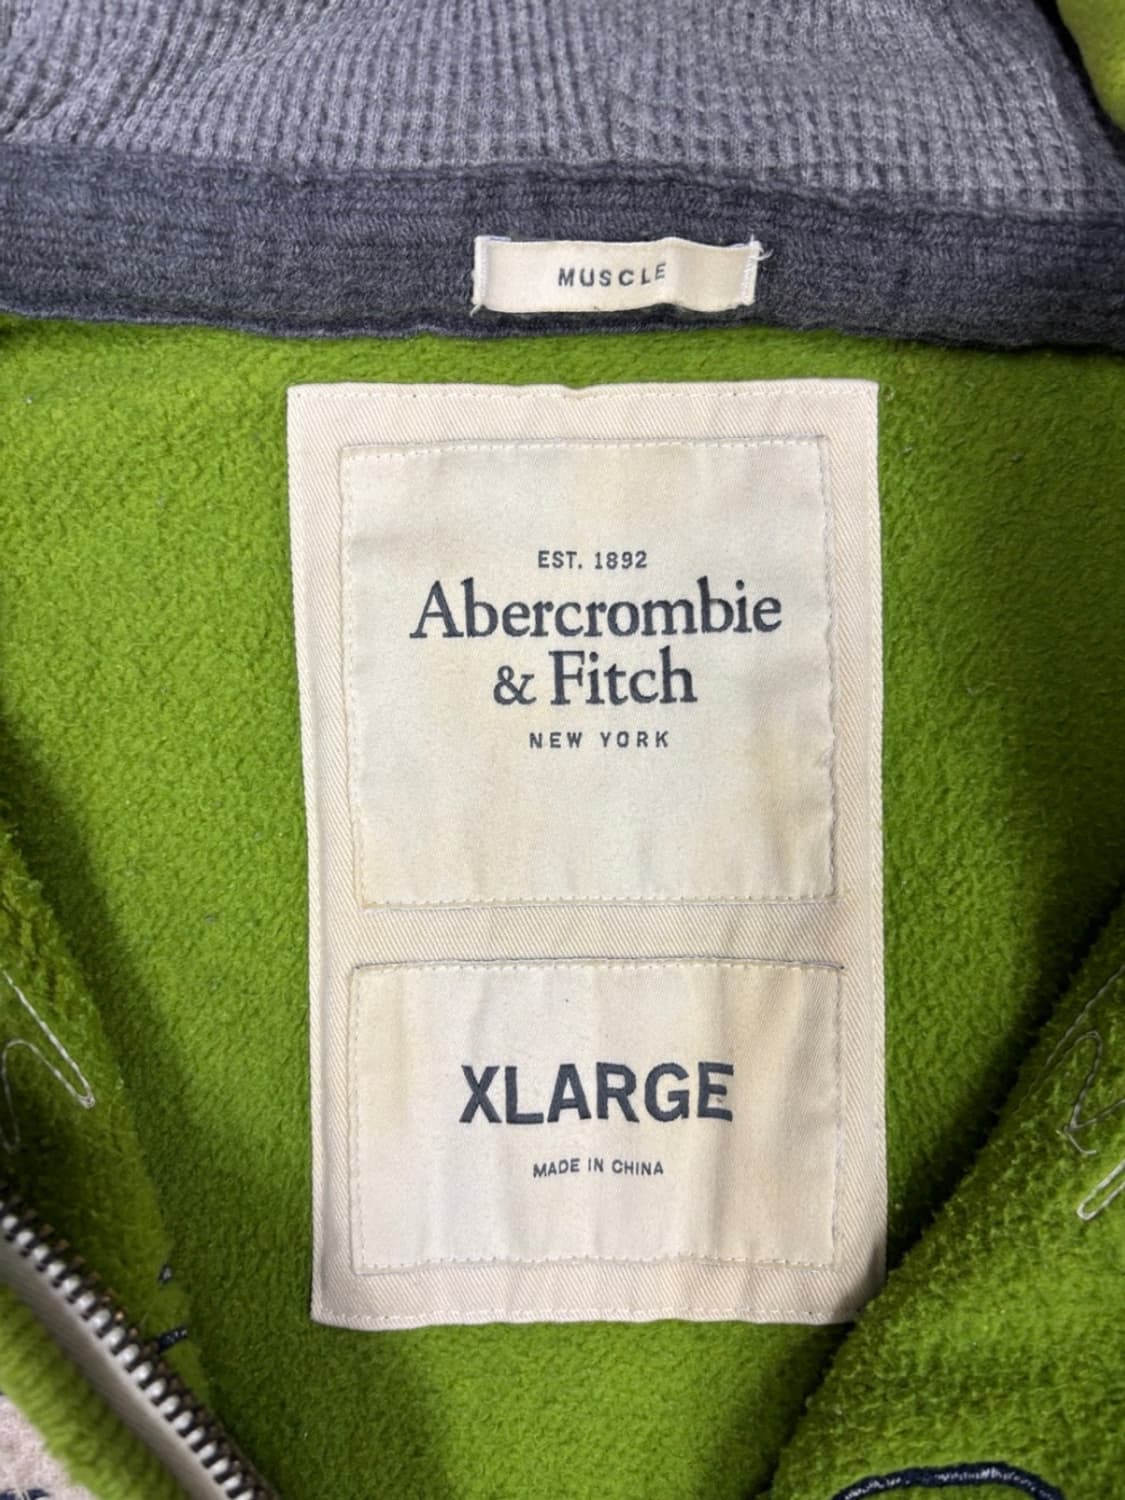 MUSCLE
EST. 1892
Abercrombie
& Fitch
NEW YORK
XLARGE
MADE IN CHINA